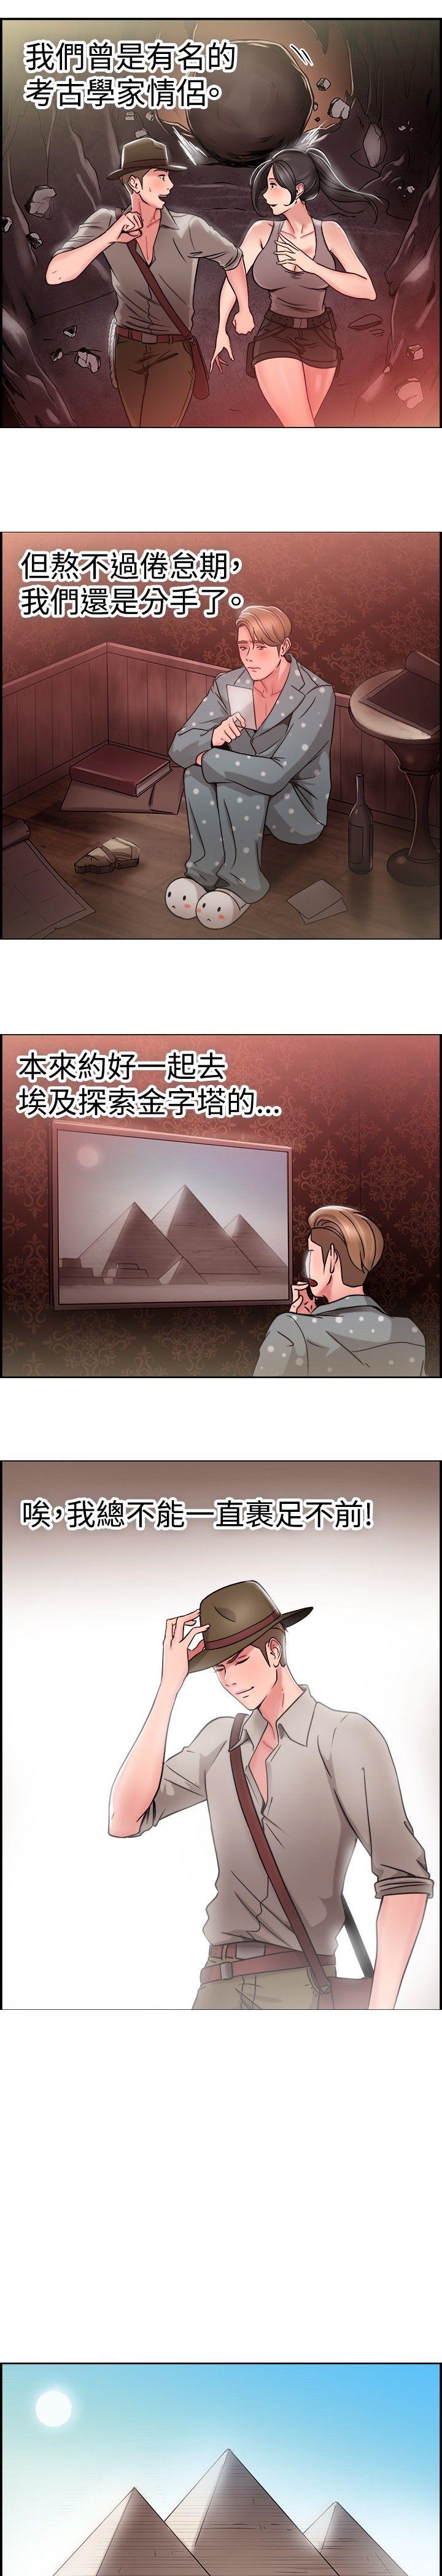 我們曾是有名的
考古學家情侶。
但熬不過倦怠期，
我們還是分手了。
本來約好一起去
埃及探索金字塔的...
唉，我總不能一直裹足不前!